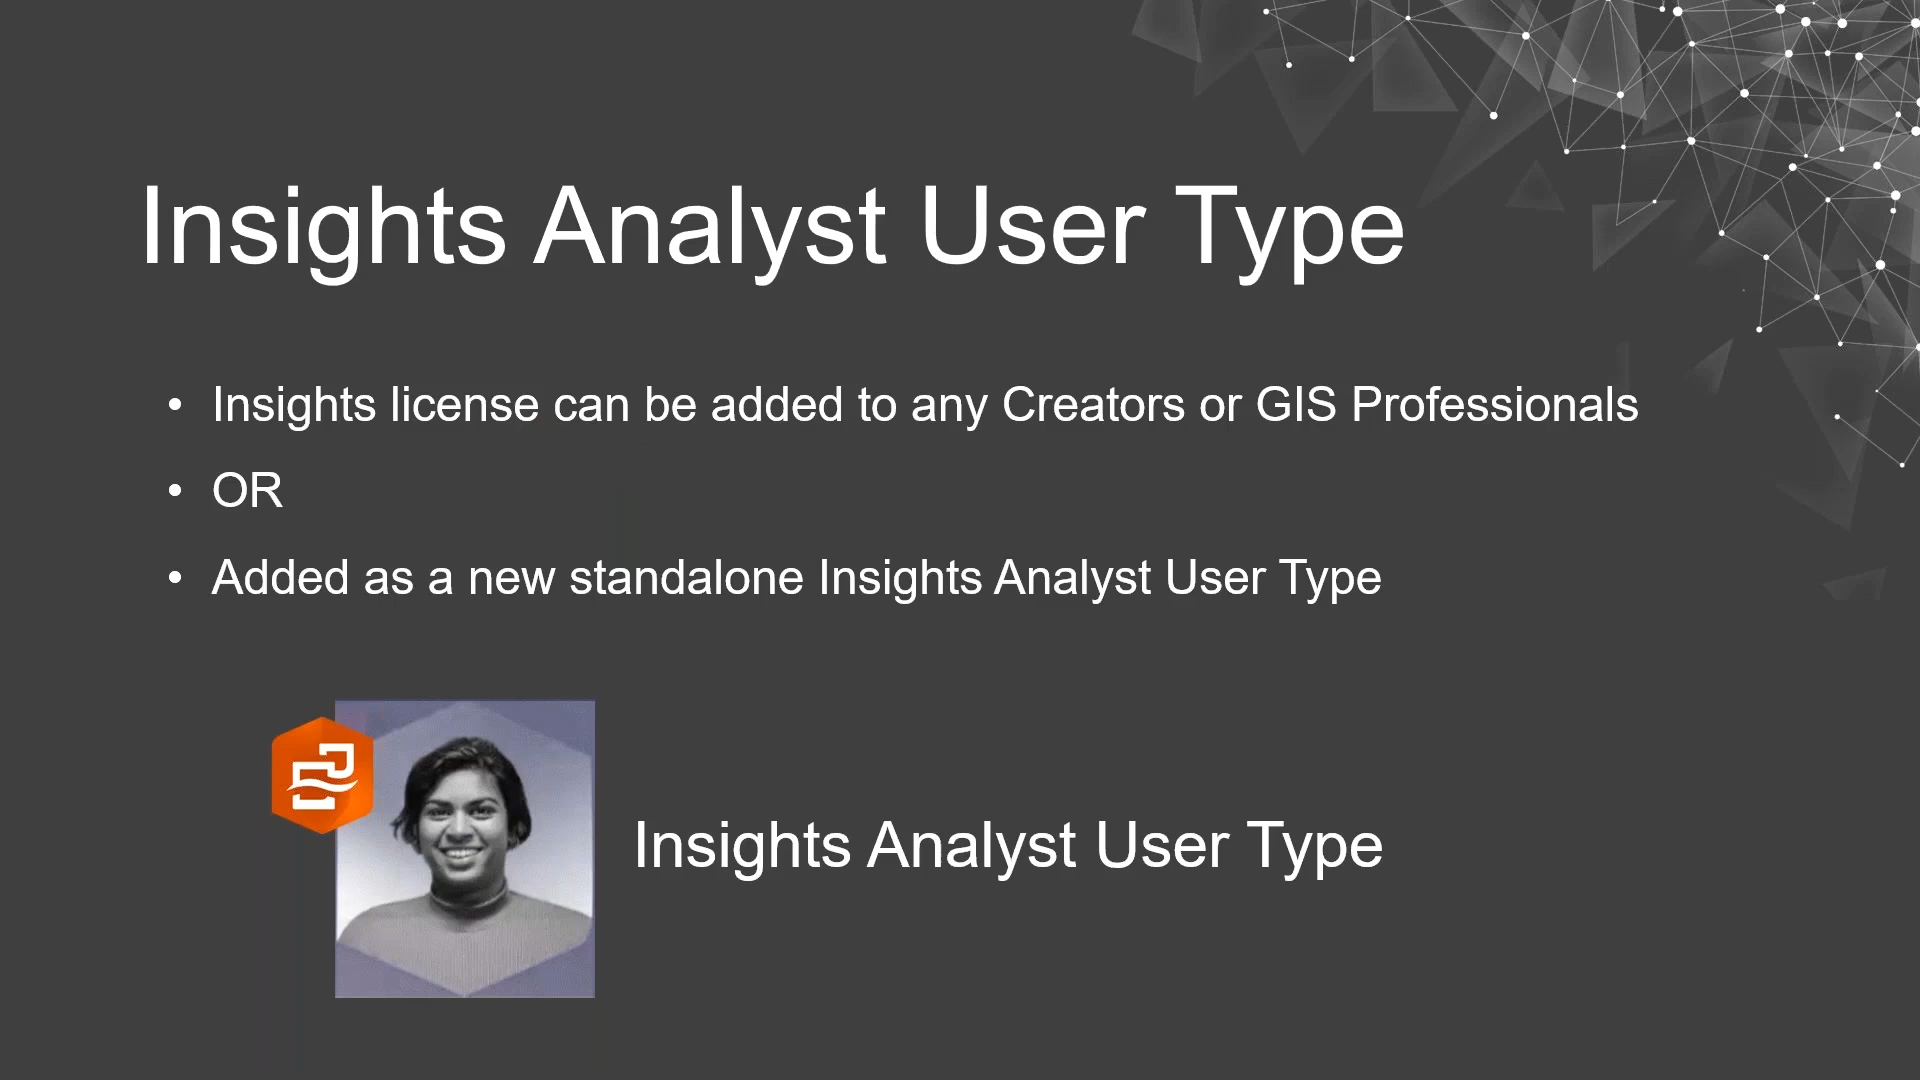 Insights Analyst User Type
• Insights license can be added to any Creators or GIS Professionals
• OR
• Added as a new standalone Insights Analyst User Type
Insights Analyst User Type